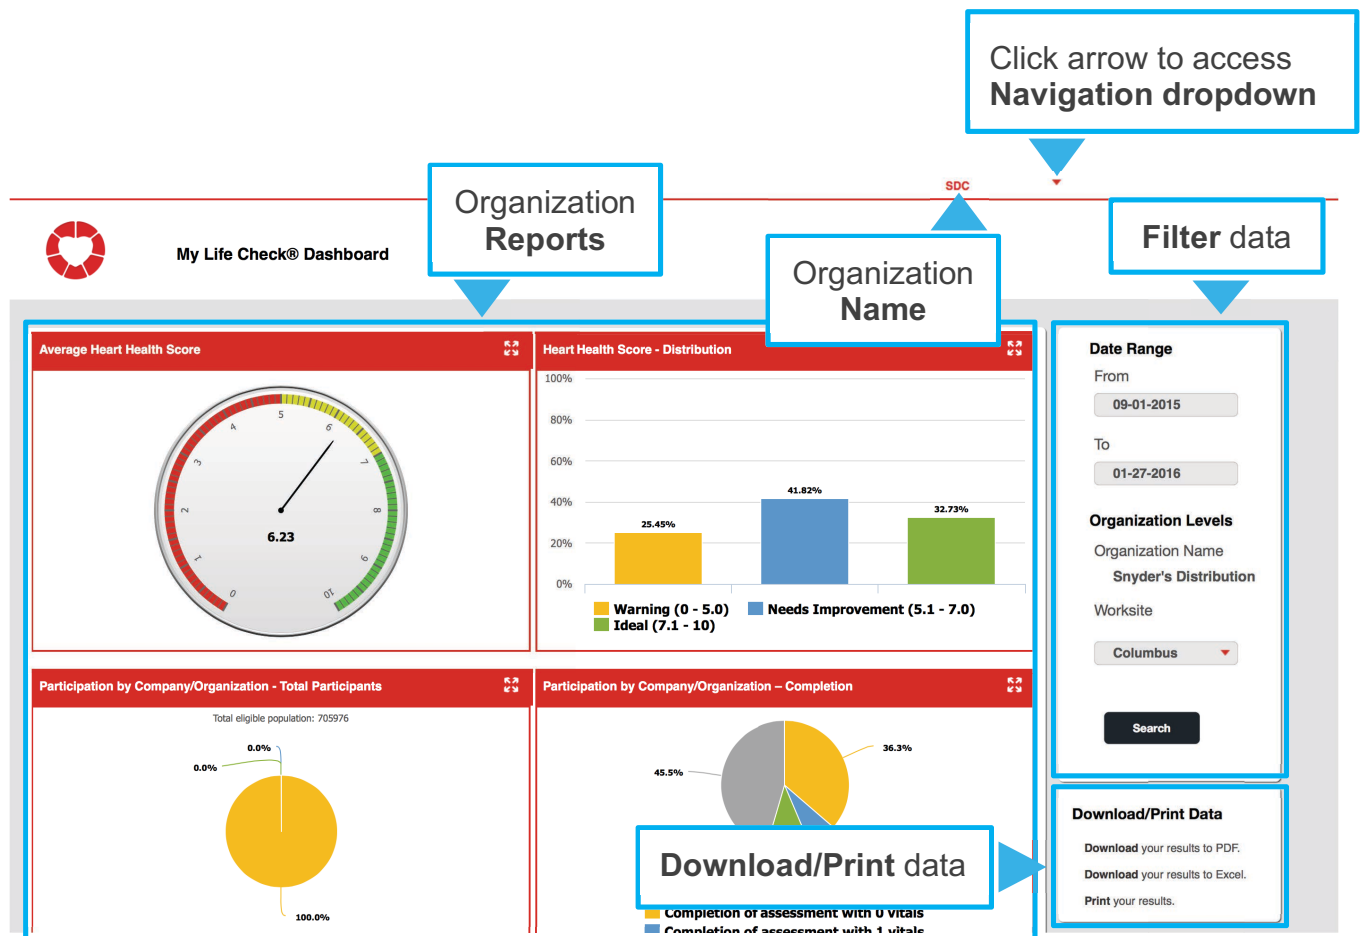 Click arrow to access
Navigation dropdown
SDC
Organization
Reports
Filter data
My Life Check® Dashboard
Organization
Name
Average Heart Health Score
0
1
2
3
4
5
6
7
8
9
10
6.23
Heart Health Score - Distribution
100%
80%
60%
40%
20%
0%
25.45%
41.82%
32.73%
Warning (0 - 5.0)
Needs Improvement (5.1 - 7.0)
Ideal (7.1 - 10)
Date Range
From
09-01-2015
To
01-27-2016
Organization Levels
Organization Name
Snyder's Distribution
Worksite
Columbus
Search
Participation by Company/Organization - Total Participants
Total eligible population: 705976
0.0%
0.0%
100.0%
Participation by Company/Organization – Completion
36.3%
45.5%
Download/Print data
Completion of assessment with 0 vitals
Completion of assessment with 1 vitals
Download/Print Data
Download your results to PDF.
Download your results to Excel.
Print your results.